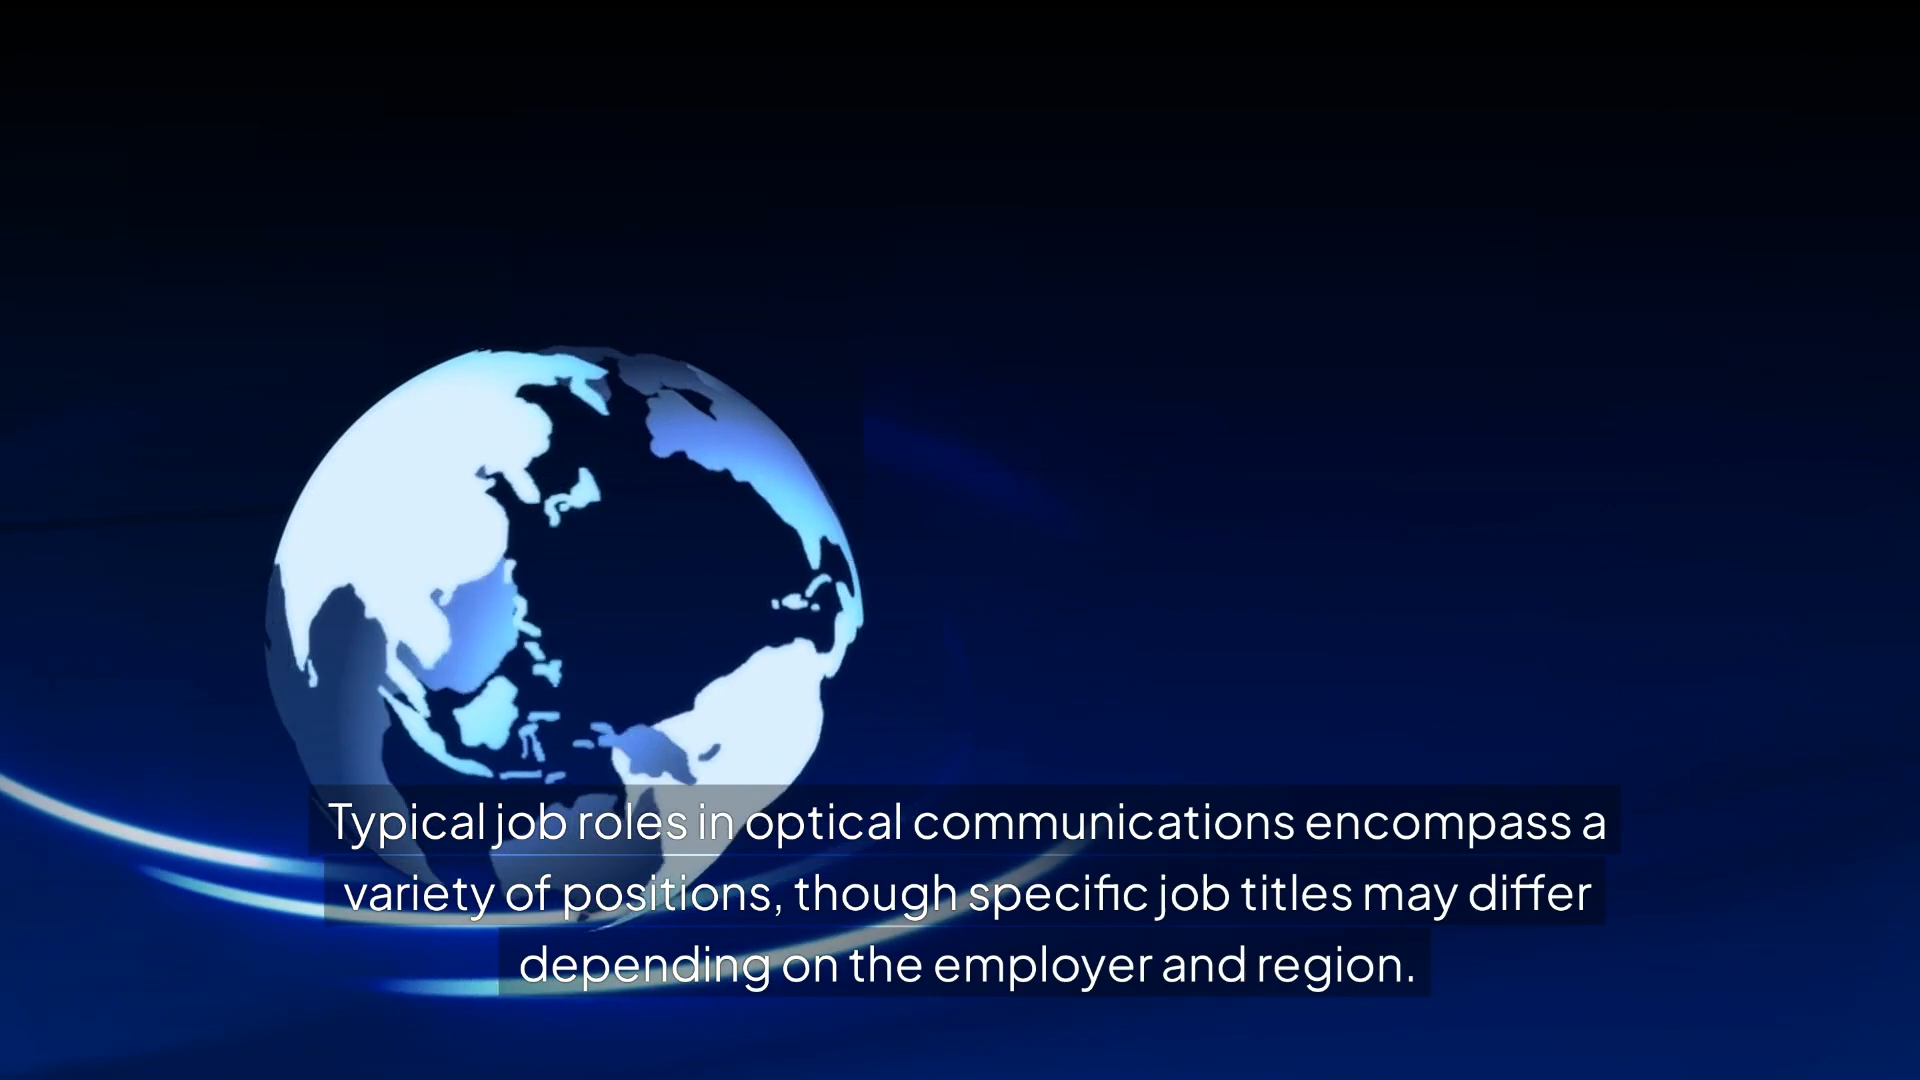 Typical job roles in optical communications encompass a
variety of positions, though specific job titles may differ
depending on the employer and region.